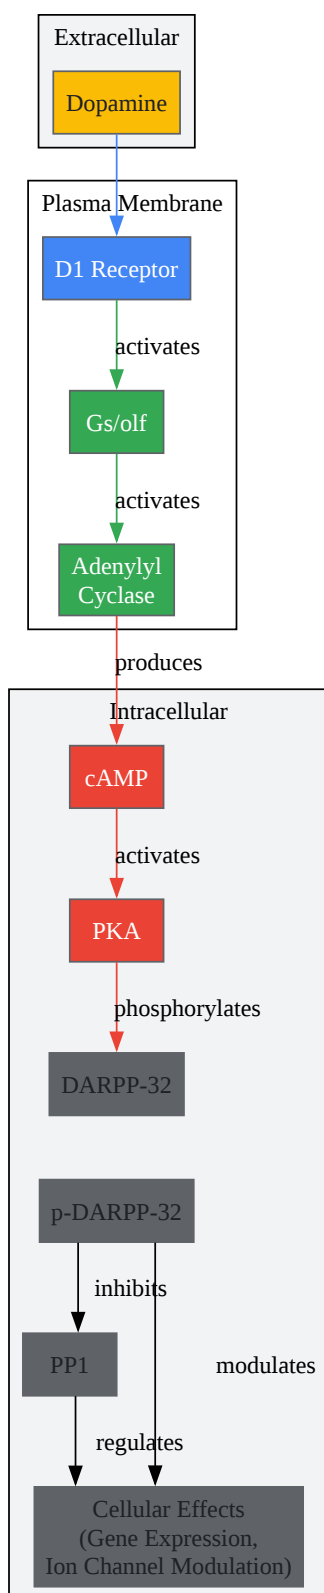 Extracellular
Dopamine
Plasma Membrane
D1 Receptor
activates
Gs/olf
activates
Adenylyl
Cyclase
produces
Intracellular
cAMP
activates
PKA
phosphorylates
DARPP-32
p-DARPP-32
inhibits
PP1
modulates
regulates
Cellular Effects
(Gene Expression,
Ion Channel Modulation)